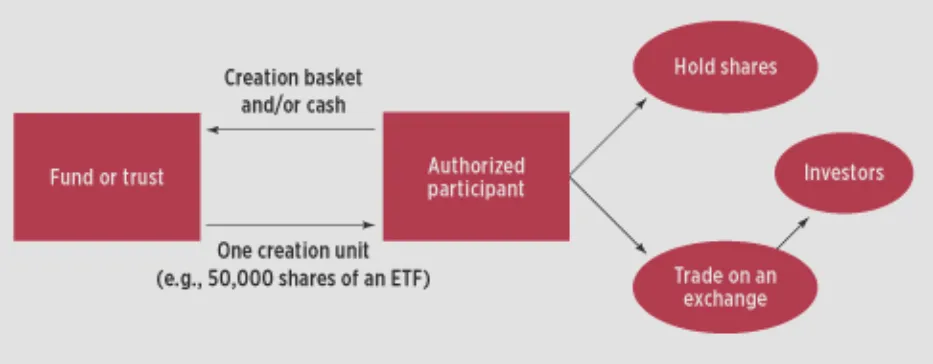 Creation basket
and/or cash
Fund or trust
Authorized
participant
One creation unit
(e.g., 50,000 shares of an ETF)
Hold shares
Investors
Trade on an
exchange